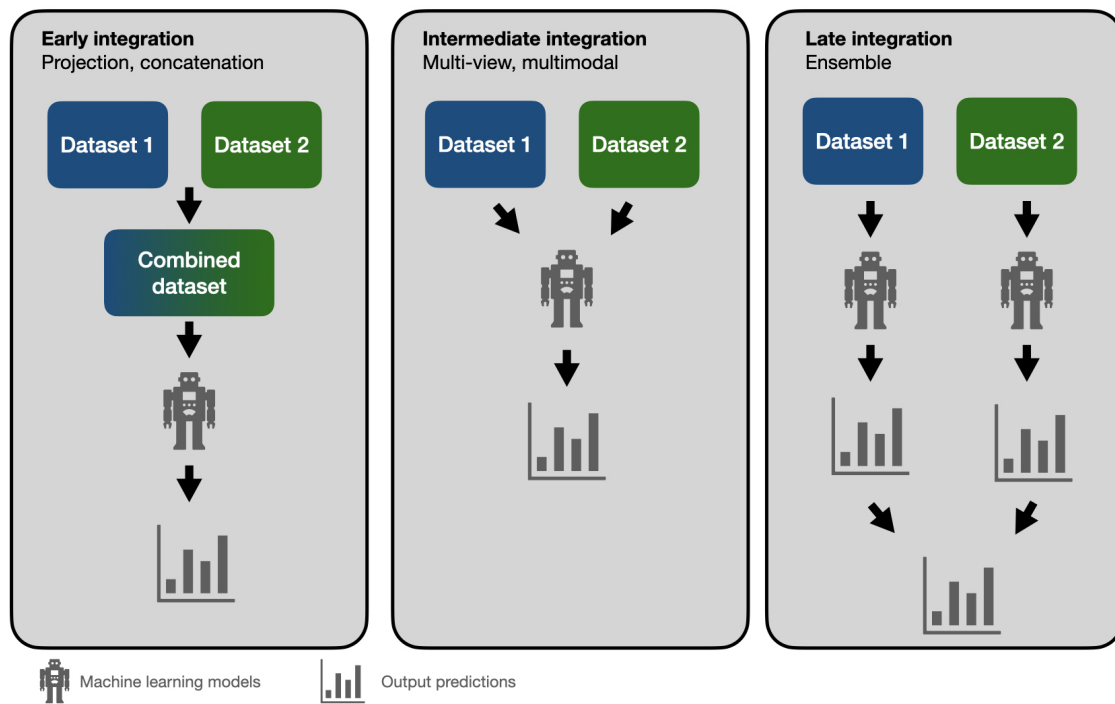 Early integration
Projection, concatenation
Dataset 1
Dataset 2
Combined
dataset
Intermediate integration
Multi-view, multimodal
Dataset 1
Dataset 2
Late integration
Ensemble
Dataset 1
Dataset 2
Machine learning models
Output predictions